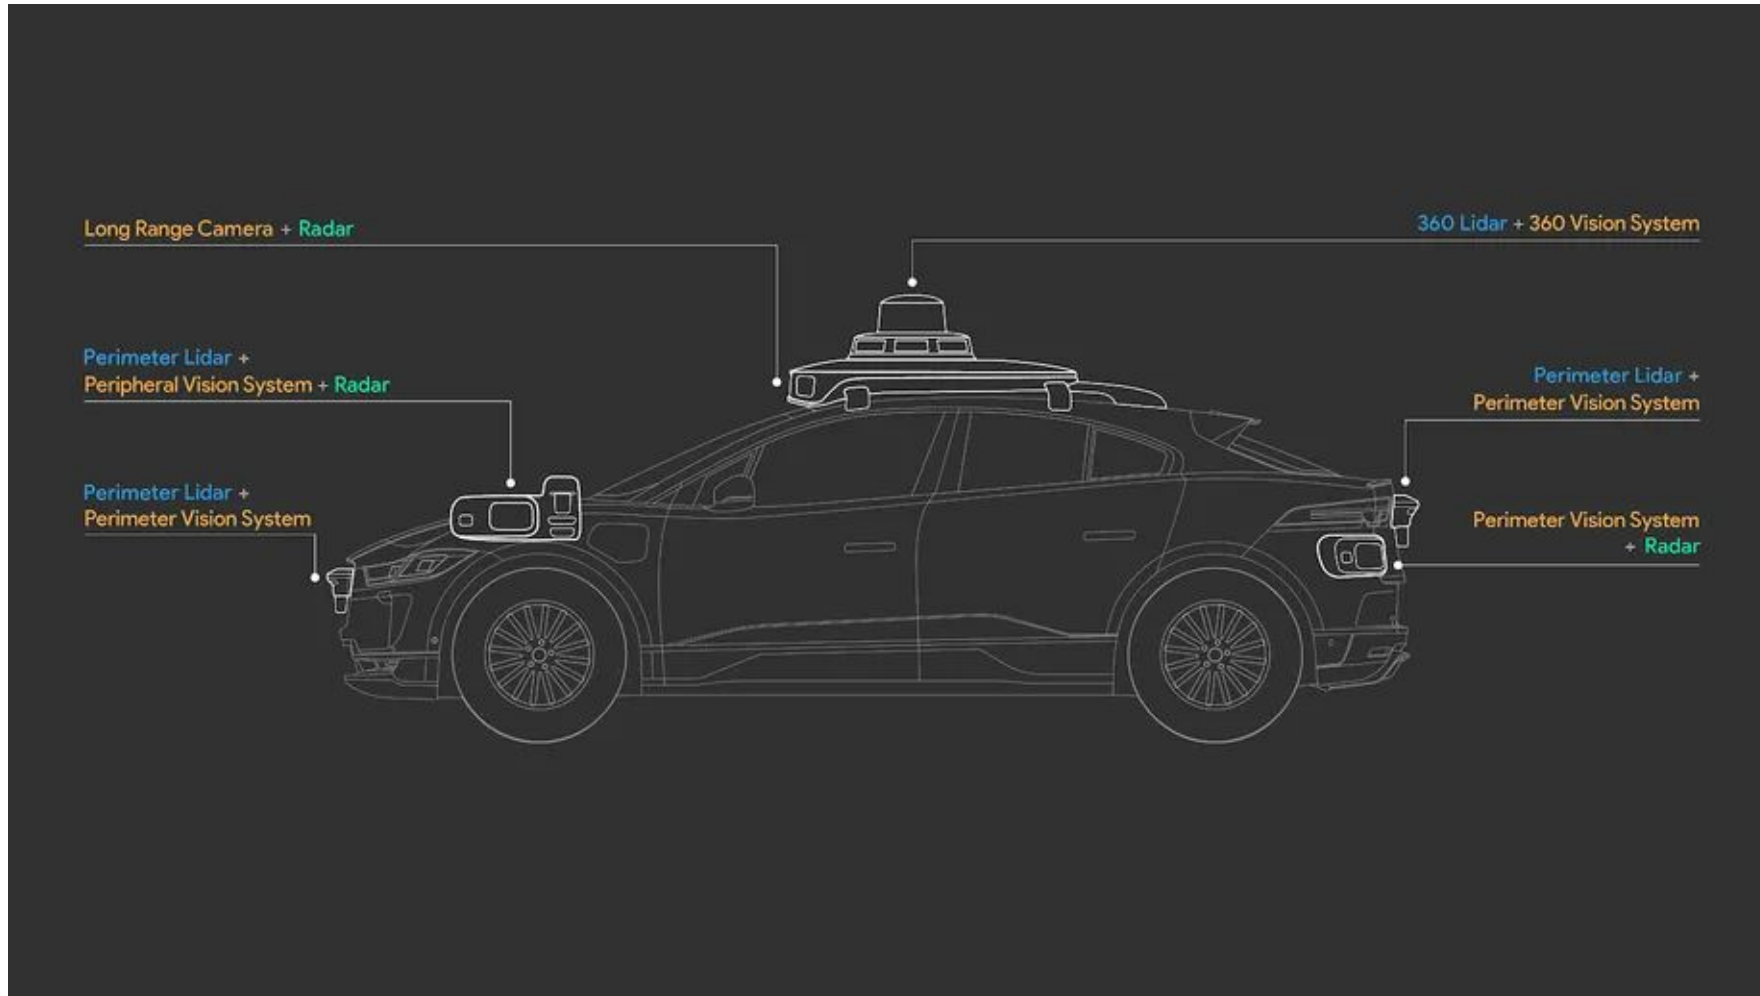 Long Range Camera + Radar
360 Lidar + 360 Vision System
Perimeter Lidar +
Peripheral Vision System + Radar
Perimeter Lidar +
Perimeter Vision System
Perimeter Lidar +
Perimeter Vision System
Perimeter Vision System
+ Radar